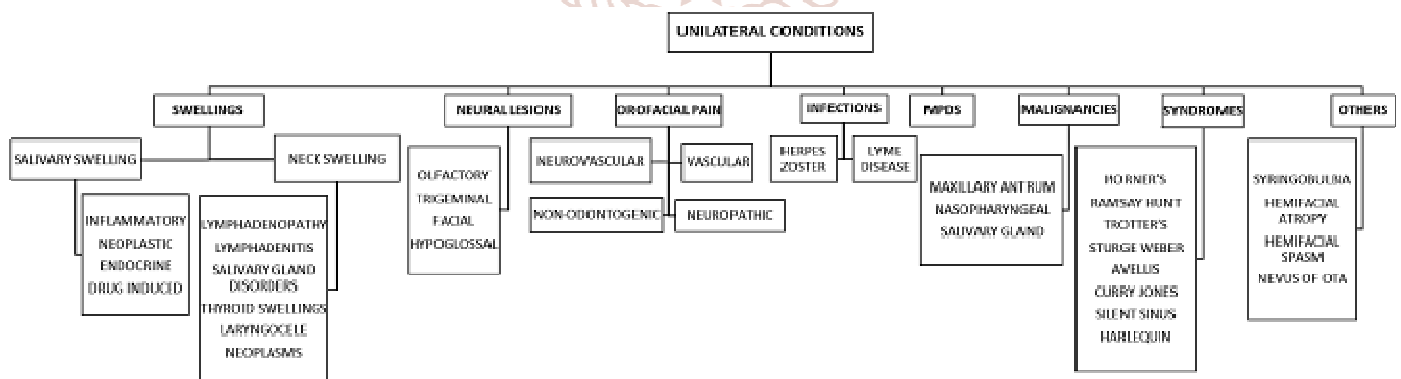 UNILATERAL CONDITIONS
SWELLINGS
NEURAL LESIONS
OROFACIAL PAIN
INFECTIONS
MPDS
MALIGNANCIES
SYNDROMES
OTHERS
SALIVARY SWELLING
NECK SWELLING
INFLAMMATORY
NEOPLASTIC
ENDOCRINE
DRUG INDUCED
LYMPHADENOPATHY
LYMPHADENITIS
SALIVARY GLAND
DISORDERS
THYROID SWELLINGS
LARYNGOCELE
NEOPLASMS
OLFACTORY
TRIGEMINAL
FACIAL
HYPOGLOSSAL
NEUROVASCULAR
VASCULAR
NON-ODONTOGENIC
NEUROPATHIC
HERPES
ZOSTER
LYME
DISEASE
MAXILLARY ANTRUM
NASOPHARYNGEAL
SALIVARY GLAND
HORNER'S
RAMSAY HUNT
TROTTER'S
STURGE WEBER
AVELLIS
CURRY JONES
SILENT SINUS
HARLEQUIN
SYRINGOBULBIA
HEMIFACIAL
ATROPY
HEMIFACIAL
SPASM
NEVUS OF OTA